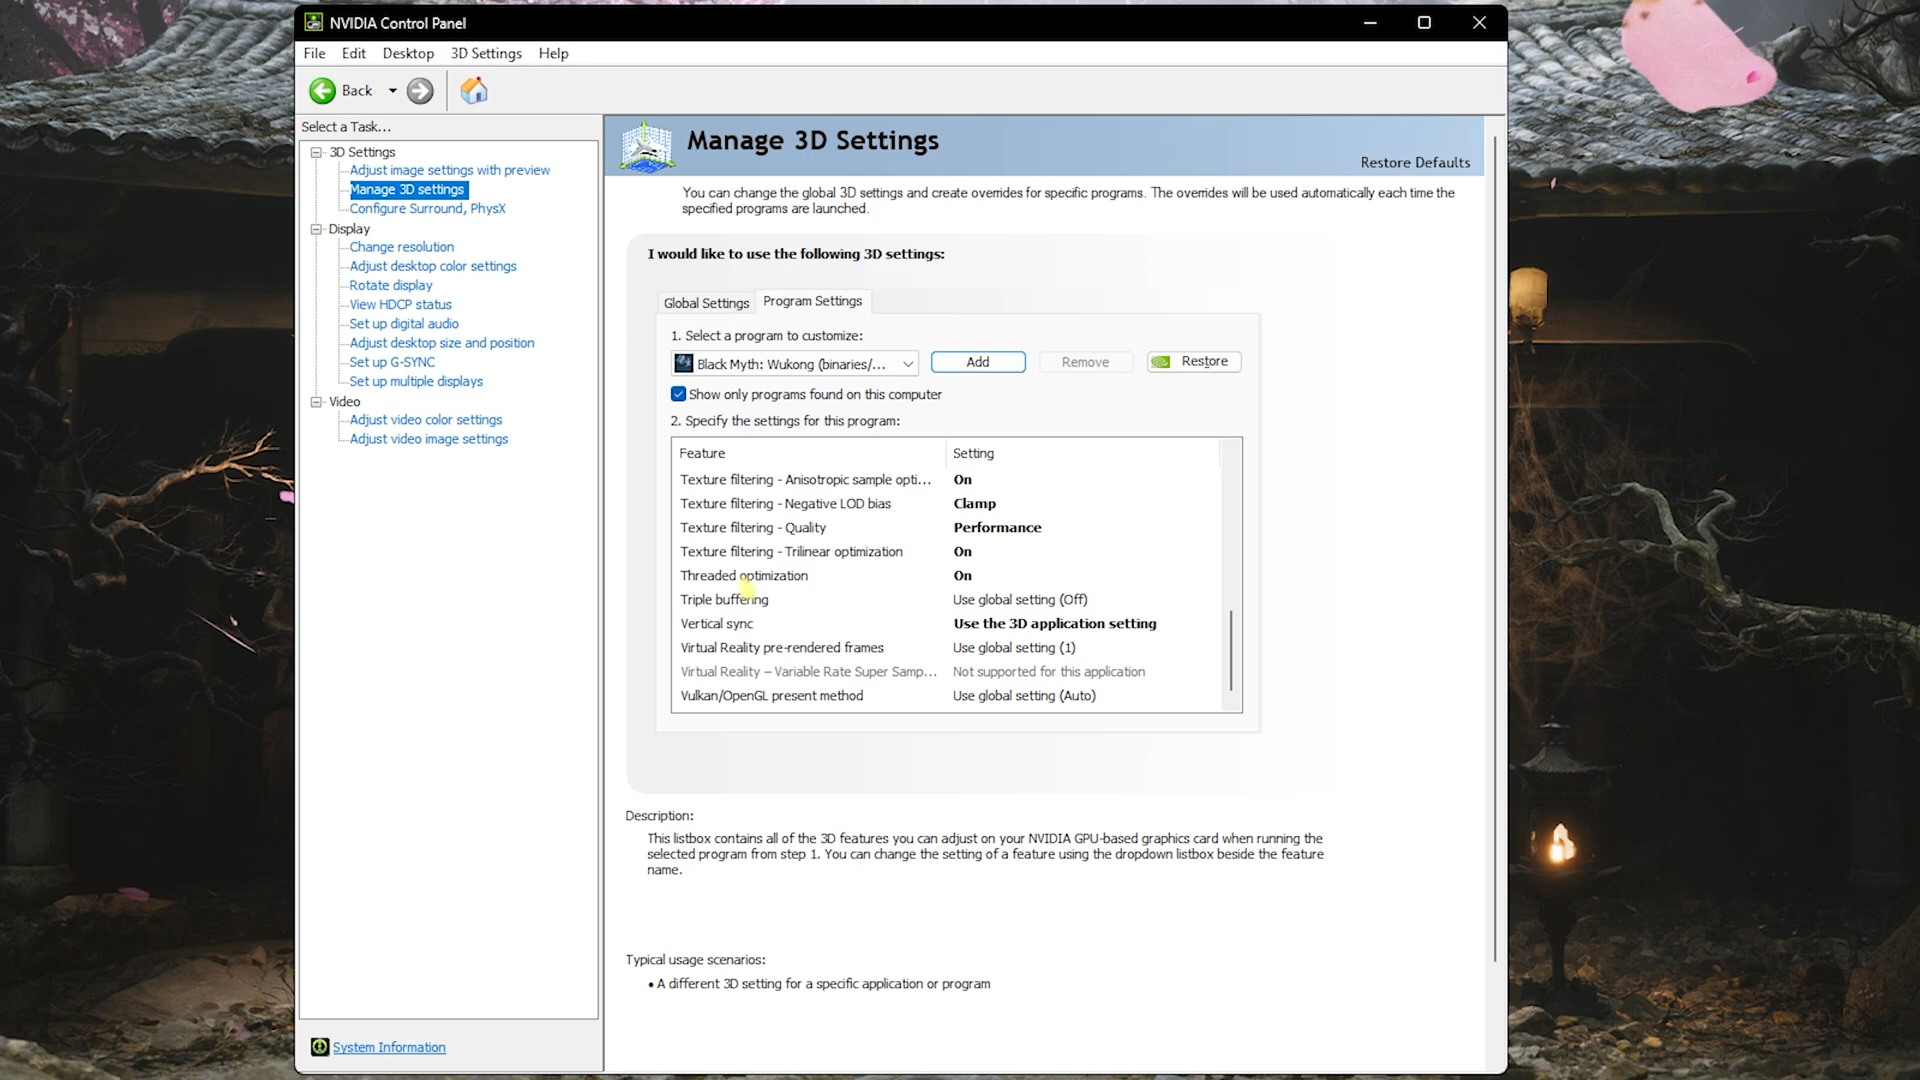 NVIDIA Control Panel
File Edit Desktop 3D Settings Help
Back
Select a Task...
3D Settings
Adjust image settings with preview
Manage 3D settings
Configure Surround, PhysX
Display
Change resolution
Adjust desktop color settings
Rotate display
View HDCP status
Set up digital audio
Adjust desktop size and position
Set up G-SYNC
Set up multiple displays
Video
Adjust video color settings
Adjust video image settings
System Information
Manage 3D Settings
Restore Defaults
You can change the global 3D settings and create overrides for specific programs. The overrides will be used automatically each time the
specified programs are launched.
I would like to use the following 3D settings:
Global Settings Program Settings
1. Select a program to customize:
Black Myth: Wukong (binaries/... Add Remove Restore
Show only programs found on this computer
2. Specify the settings for this program:
Feature Setting
Texture filtering - Anisotropic sample opti... On
Texture filtering - Negative LOD bias Clamp
Texture filtering - Quality Performance
Texture filtering - Trilinear optimization On
Threaded optimization On
Triple buffering Use global setting (Off)
Vertical sync Use the 3D application setting
Virtual Reality pre-rendered frames Use global setting (1)
Virtual Reality – Variable Rate Super Samp... Not supported for this application
Vulkan/OpenGL present method Use global setting (Auto)
Description:
This listbox contains all of the 3D features you can adjust on your NVIDIA GPU-based graphics card when running the
selected program from step 1. You can change the setting of a feature using the dropdown listbox beside the feature
name.
Typical usage scenarios:
• A different 3D setting for a specific application or program